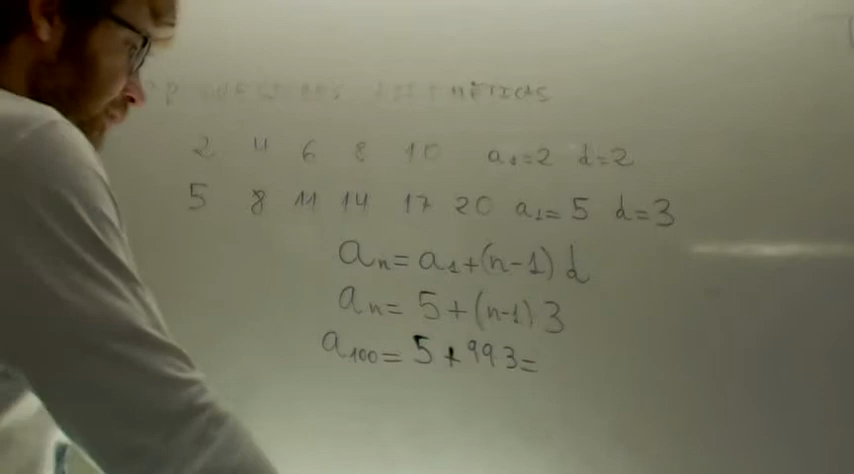 2 4 6 8 10 a₁=2 d=2
5 8 11 14 17 20 a₁=5 d=3
aₙ=a₁+(n-1)d
aₙ=5+(n-1)3
a₁₀₀=5+99 3=